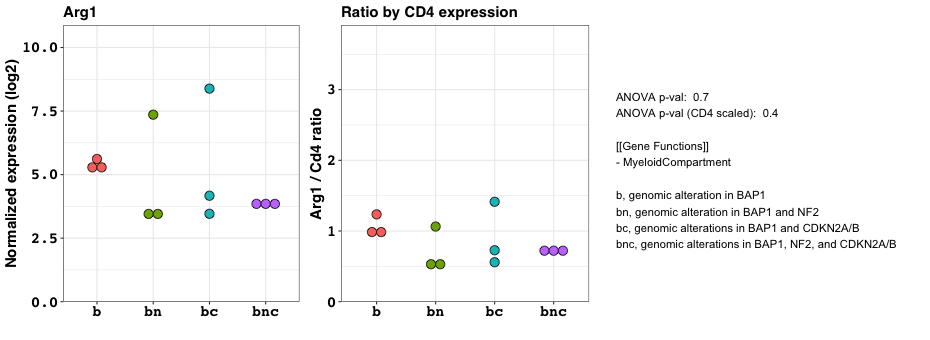 Arg1
Normalized expression (log2)
10.0
7.5
5.0
2.5
0.0
b bn bc bnc
Ratio by CD4 expression
Arg1 / Cd4 ratio
3
2
1
0
b bn bc bnc
ANOVA p-val:  0.7
ANOVA p-val (CD4 scaled):  0.4
[[Gene Functions]]
- MyeloidCompartment
b, genomic alteration in BAP1
bn, genomic alteration in BAP1 and NF2
bc, genomic alterations in BAP1 and CDKN2A/B
bnc, genomic alterations in BAP1, NF2, and CDKN2A/B